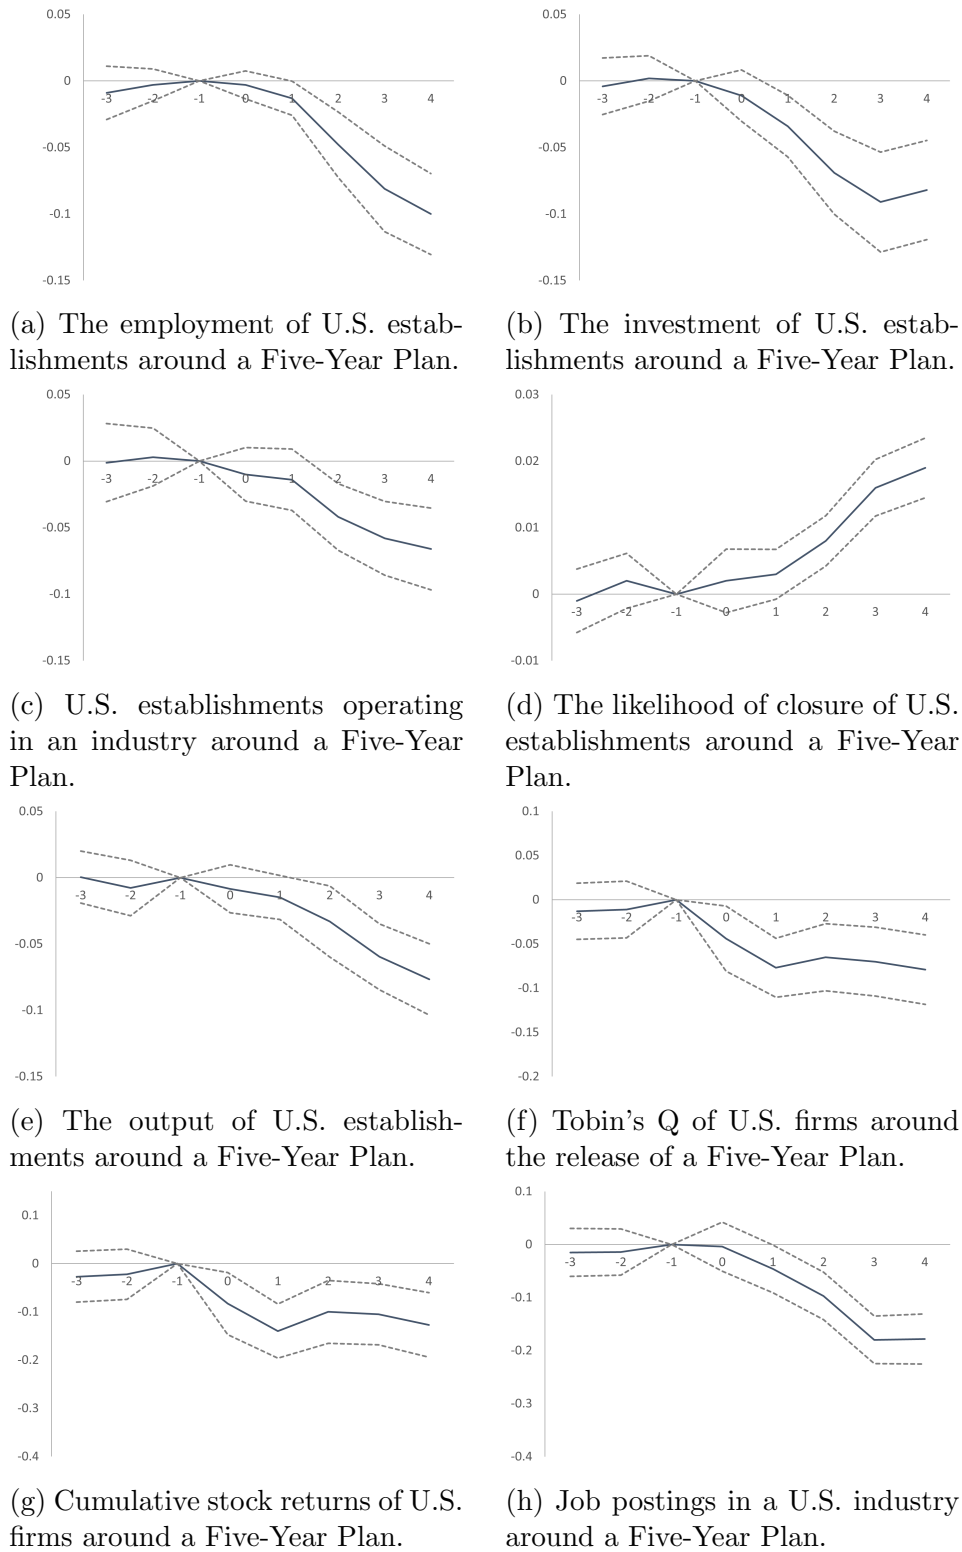 0.05
0
-0.05
-0.1
-0.15
-3 -2 -1 0 1 2 3 4
(a) The employment of U.S. estab-
lishments around a Five-Year Plan.
0.05
0
-0.05
-0.1
-0.15
-3 -2 -1 0 1 2 3 4
(b) The investment of U.S. estab-
lishments around a Five-Year Plan.
0.05
0
-0.05
-0.1
-0.15
-3 -2 -1 0 1 2 3 4
(c) U.S. establishments operating
in an industry around a Five-Year
Plan.
0.03
0.02
0.01
0
-0.01
-3 -2 -1 0 1 2 3 4
(d) The likelihood of closure of U.S.
establishments around a Five-Year
Plan.
0.05
0
-0.05
-0.1
-0.15
-3 -2 -1 0 1 2 3 4
(e) The output of U.S. establish-
ments around a Five-Year Plan.
0.1
0.05
0
-0.05
-0.1
-0.15
-0.2
-3 -2 -1 0 1 2 3 4
(f) Tobin's Q of U.S. firms around
the release of a Five-Year Plan.
0.1
0
-0.1
-0.2
-0.3
-0.4
-3 -2 -1 0 1 2 3 4
(g) Cumulative stock returns of U.S.
firms around a Five-Year Plan.
0.1
0
-0.1
-0.2
-0.3
-0.4
-3 -2 -1 0 1 2 3 4
(h) Job postings in a U.S. industry
around a Five-Year Plan.